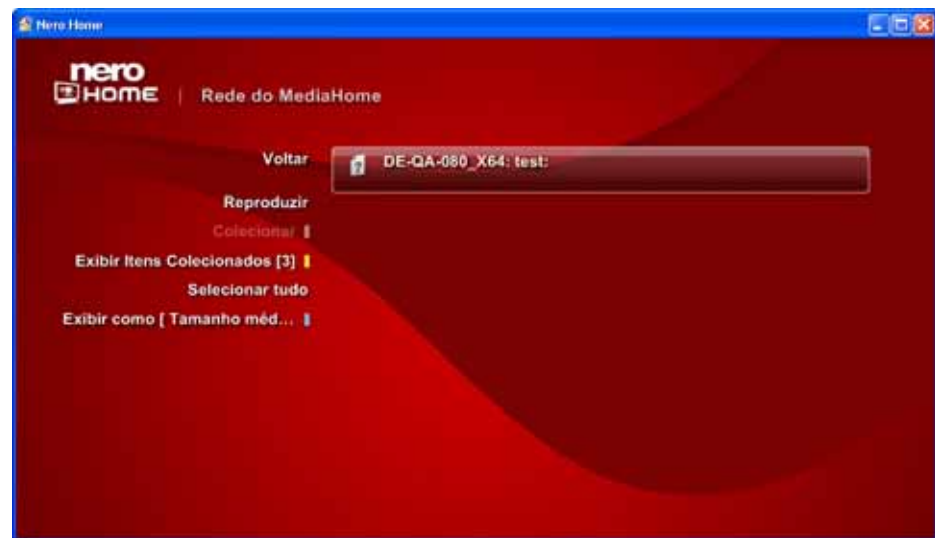 Nero Home
nero
HOME | Rede do MediaHome
Voltar
DE-QA-080_X64: test:
Reproduzir
Colecionar
Exibir Itens Colecionados [3]
Selecionar tudo
Exibir como [ Tamanho méd...